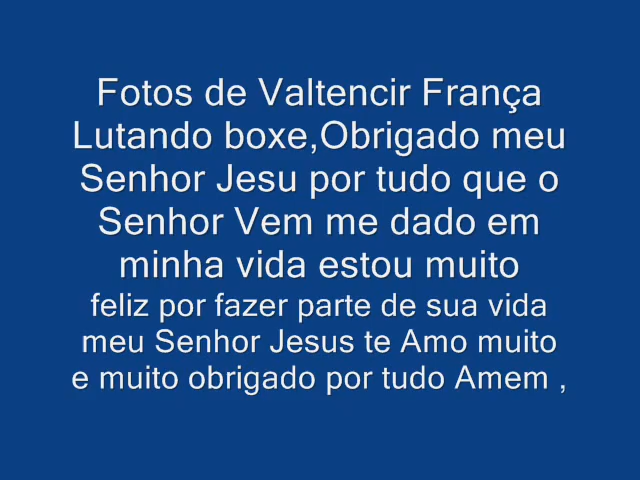 Fotos de Valtencir França
Lutando boxe,Obrigado meu
Senhor Jesu por tudo que o
Senhor Vem me dado em
minha vida estou muito
feliz por fazer parte de sua vida
meu Senhor Jesus te Amo muito
e muito obrigado por tudo Amem ,